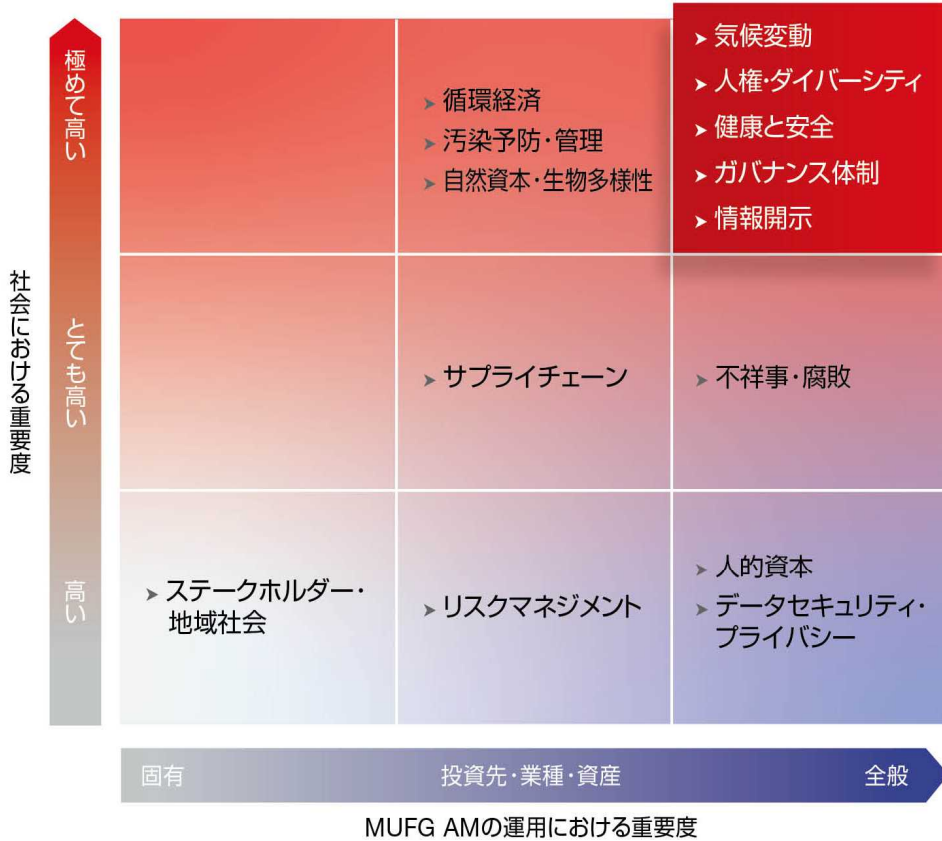 社会における重要度
極めて高い
とても高い
高い
➤ 循環経済
➤ 汚染予防・管理
➤ 自然資本・生物多様性
➤ 気候変動
➤ 人権・ダイバーシティ
➤ 健康と安全
➤ ガバナンス体制
➤ 情報開示
➤ サプライチェーン
➤ 不祥事・腐敗
➤ ステークホルダー・
地域社会
➤ リスクマネジメント
➤ 人的資本
➤ データセキュリティ・
プライバシー
固有
投資先・業種・資産
全般
MUFG AMの運用における重要度